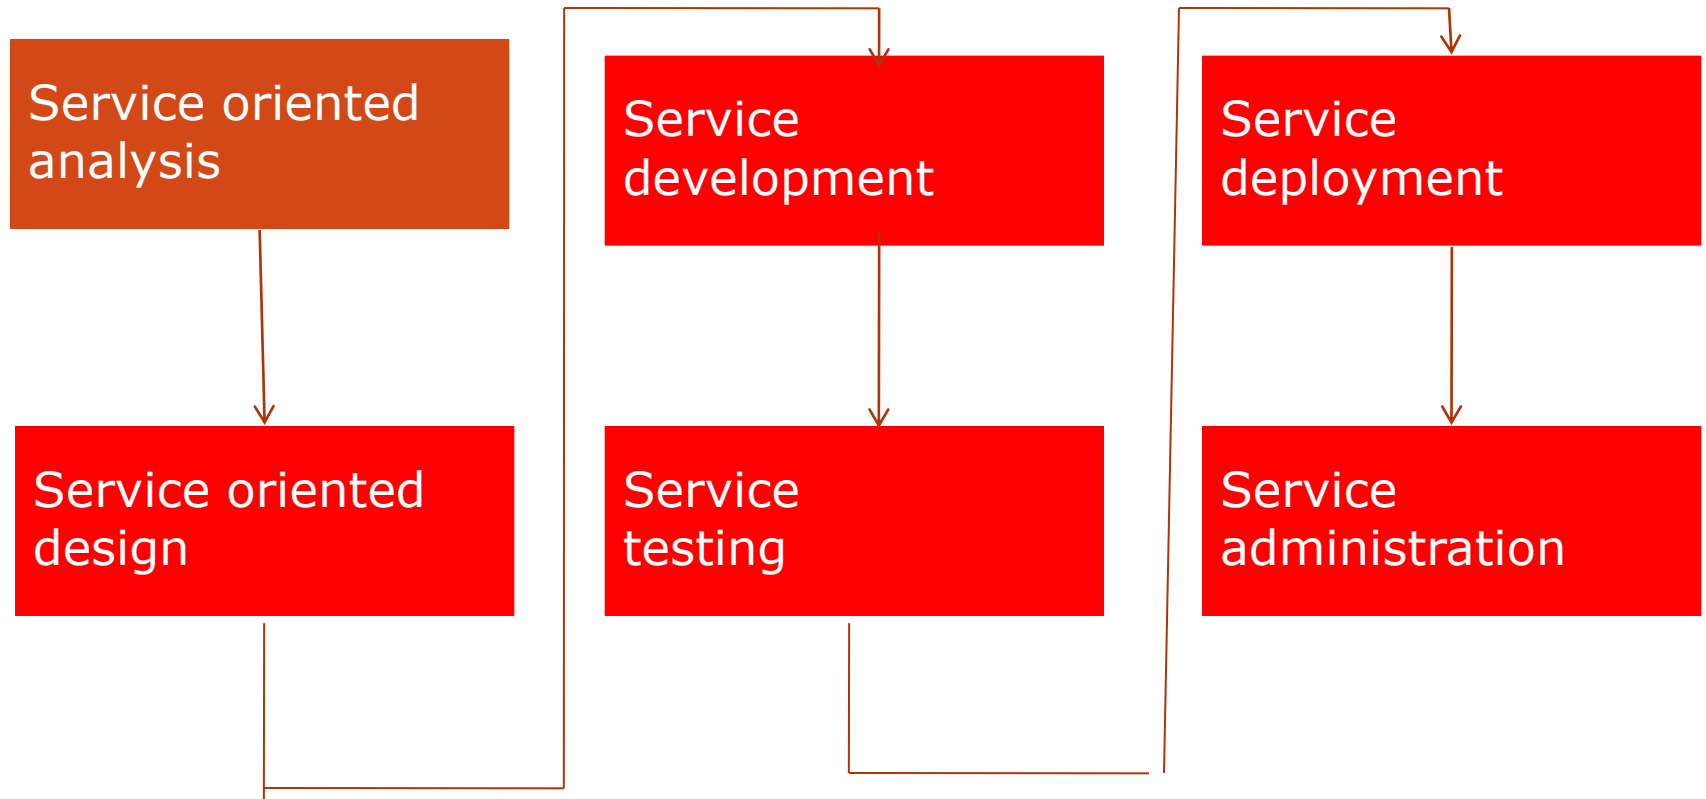 Service oriented
analysis
Service oriented
design
Service
development
Service
testing
Service
deployment
Service
administration